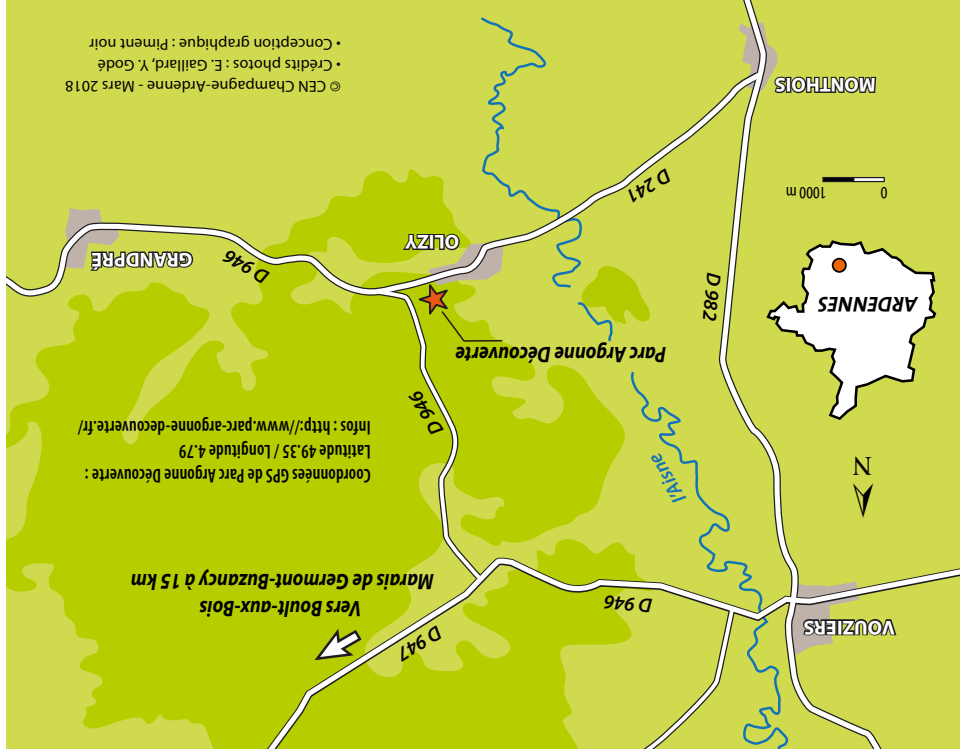 VOUZIERS
D 947
Vers Boult-aux-Bois
Marais de Germont-Buzancy à 15 km
D 946
N
l'Aisne
Coordonnées GPS de Parc Argonne Découverte :
Latitude 49.35 / Longitude 4.79
Infos : http://www.parc-argonne-decouverte.fr/
D 946
Parc Argonne Découverte
ARDENNES
D 982
GRANDPRÉ
D 946
OLIZY
0 1000 m
D 241
MONTHOIS
© CEN Champagne-Ardenne - Mars 2018
• Crédits photos : E. Gaillard, Y. Godé
• Conception graphique : Piment noir